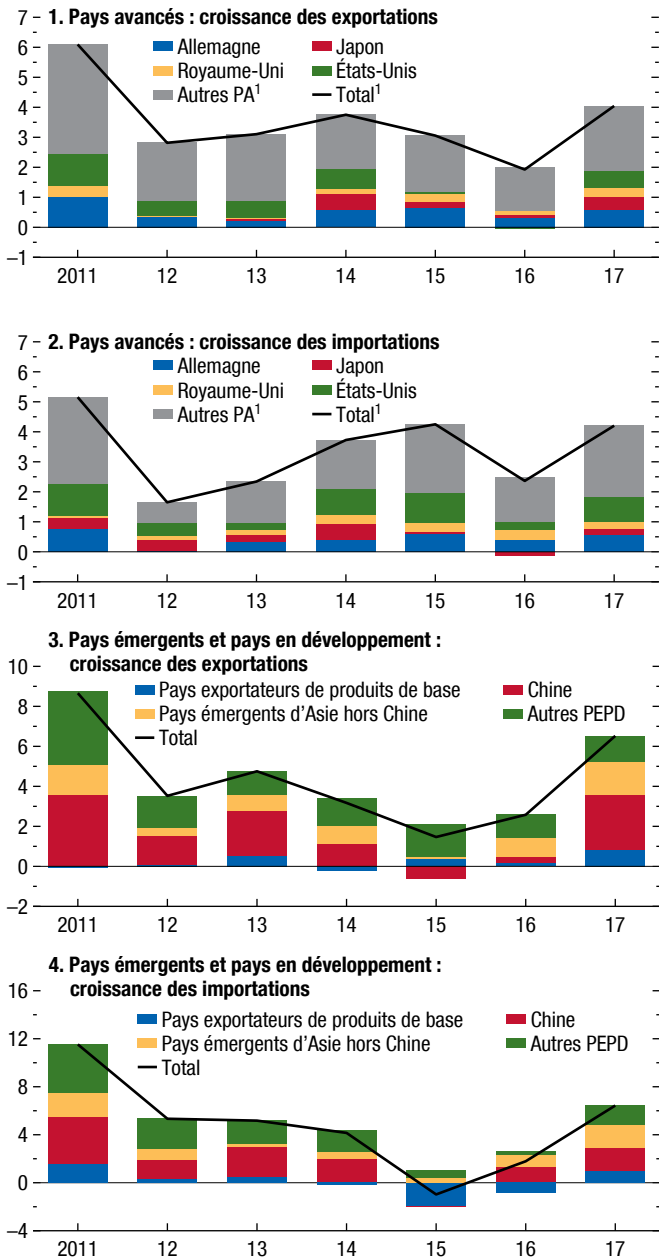 1. Pays avancés : croissance des exportations
Allemagne
Japon
Royaume-Uni
États-Unis
Autres PA1
Total1
7
6
5
4
3
2
1
0
–1
2011 12 13 14 15 16 17
2. Pays avancés : croissance des importations
Allemagne
Japon
Royaume-Uni
États-Unis
Autres PA1
Total1
7
6
5
4
3
2
1
0
–1
2011 12 13 14 15 16 17
3. Pays émergents et pays en développement :
croissance des exportations
Pays exportateurs de produits de base
Chine
Pays émergents d'Asie hors Chine
Autres PEPD
Total
10
8
6
4
2
0
–2
2011 12 13 14 15 16 17
4. Pays émergents et pays en développement :
croissance des importations
Pays exportateurs de produits de base
Chine
Pays émergents d'Asie hors Chine
Autres PEPD
Total
16
12
8
4
0
–4
2011 12 13 14 15 16 17